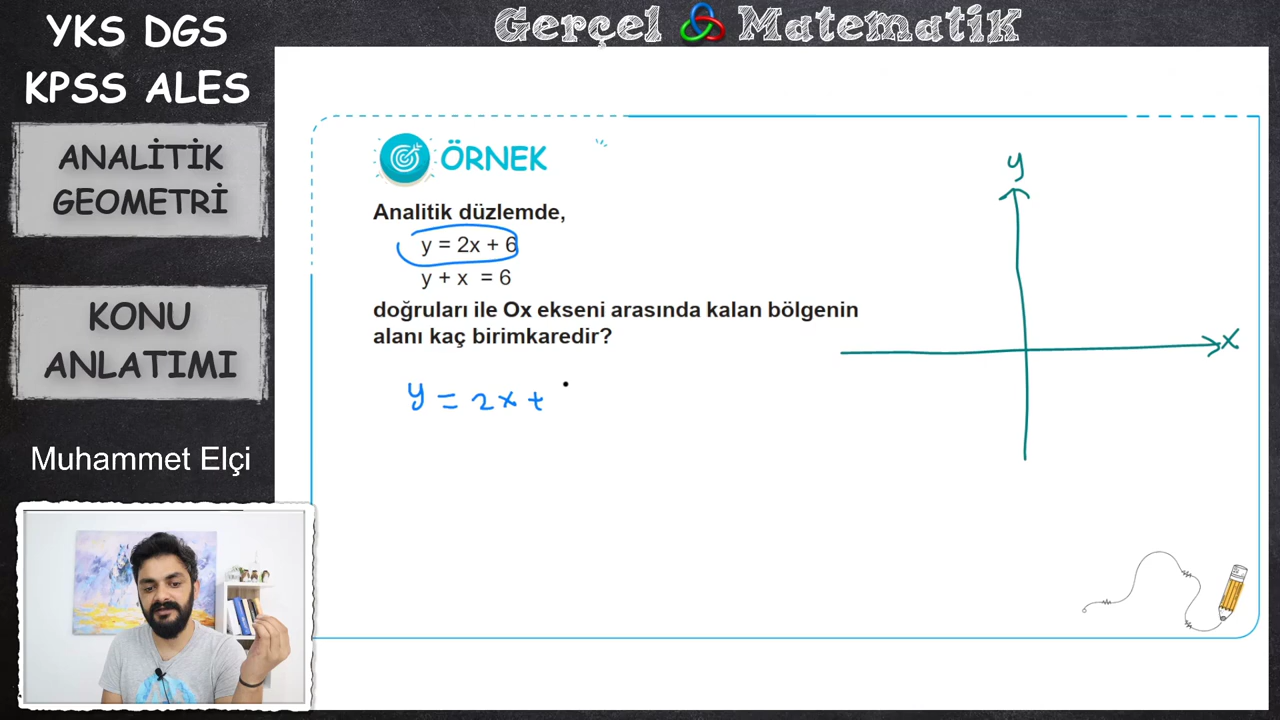 YKS DGS
KPSS ALES
Gerçel Matematik
ANALİTİK
GEOMETRİ
KONU
ANLATIMI
Muhammet Elçi
ÖRNEK
Analitik düzlemde,
y = 2x + 6
y + x = 6
doğruları ile Ox ekseni arasında kalan bölgenin
alanı kaç birimkaredir?
y = 2x +
y
x